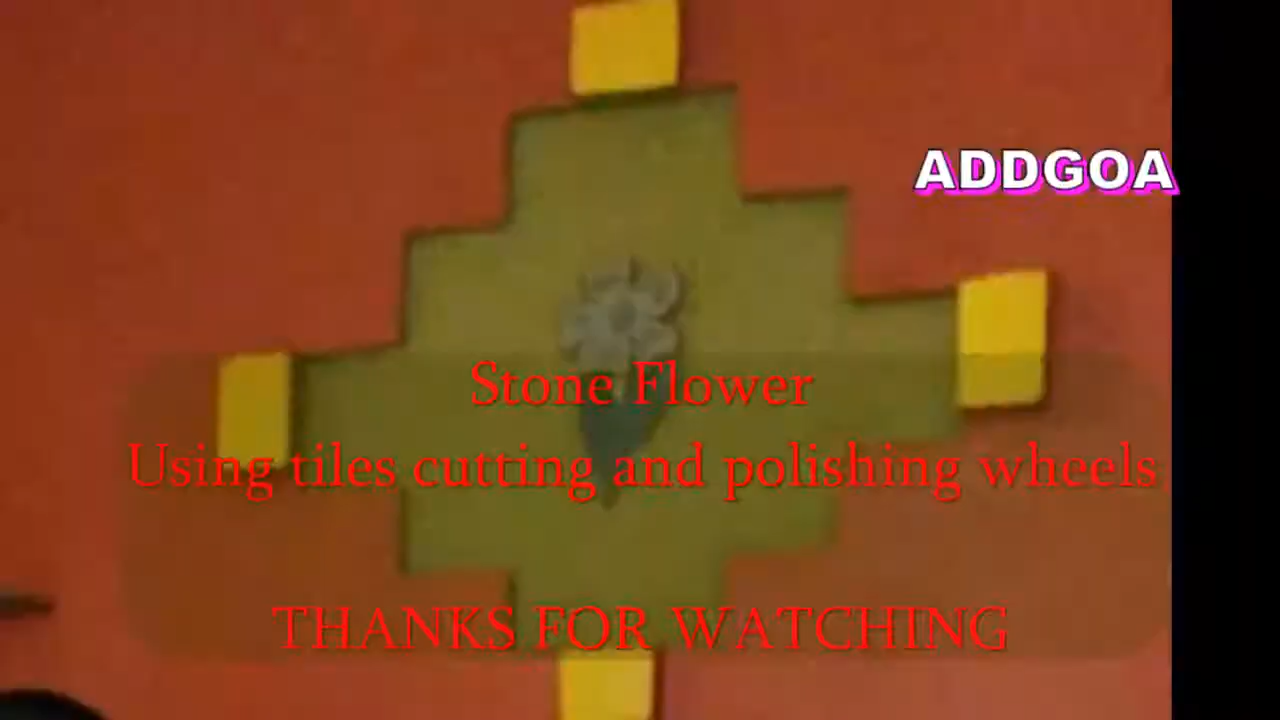 ADDGOA
Stone Flower
Using tiles cutting and polishing wheels
THANKS FOR WATCHING